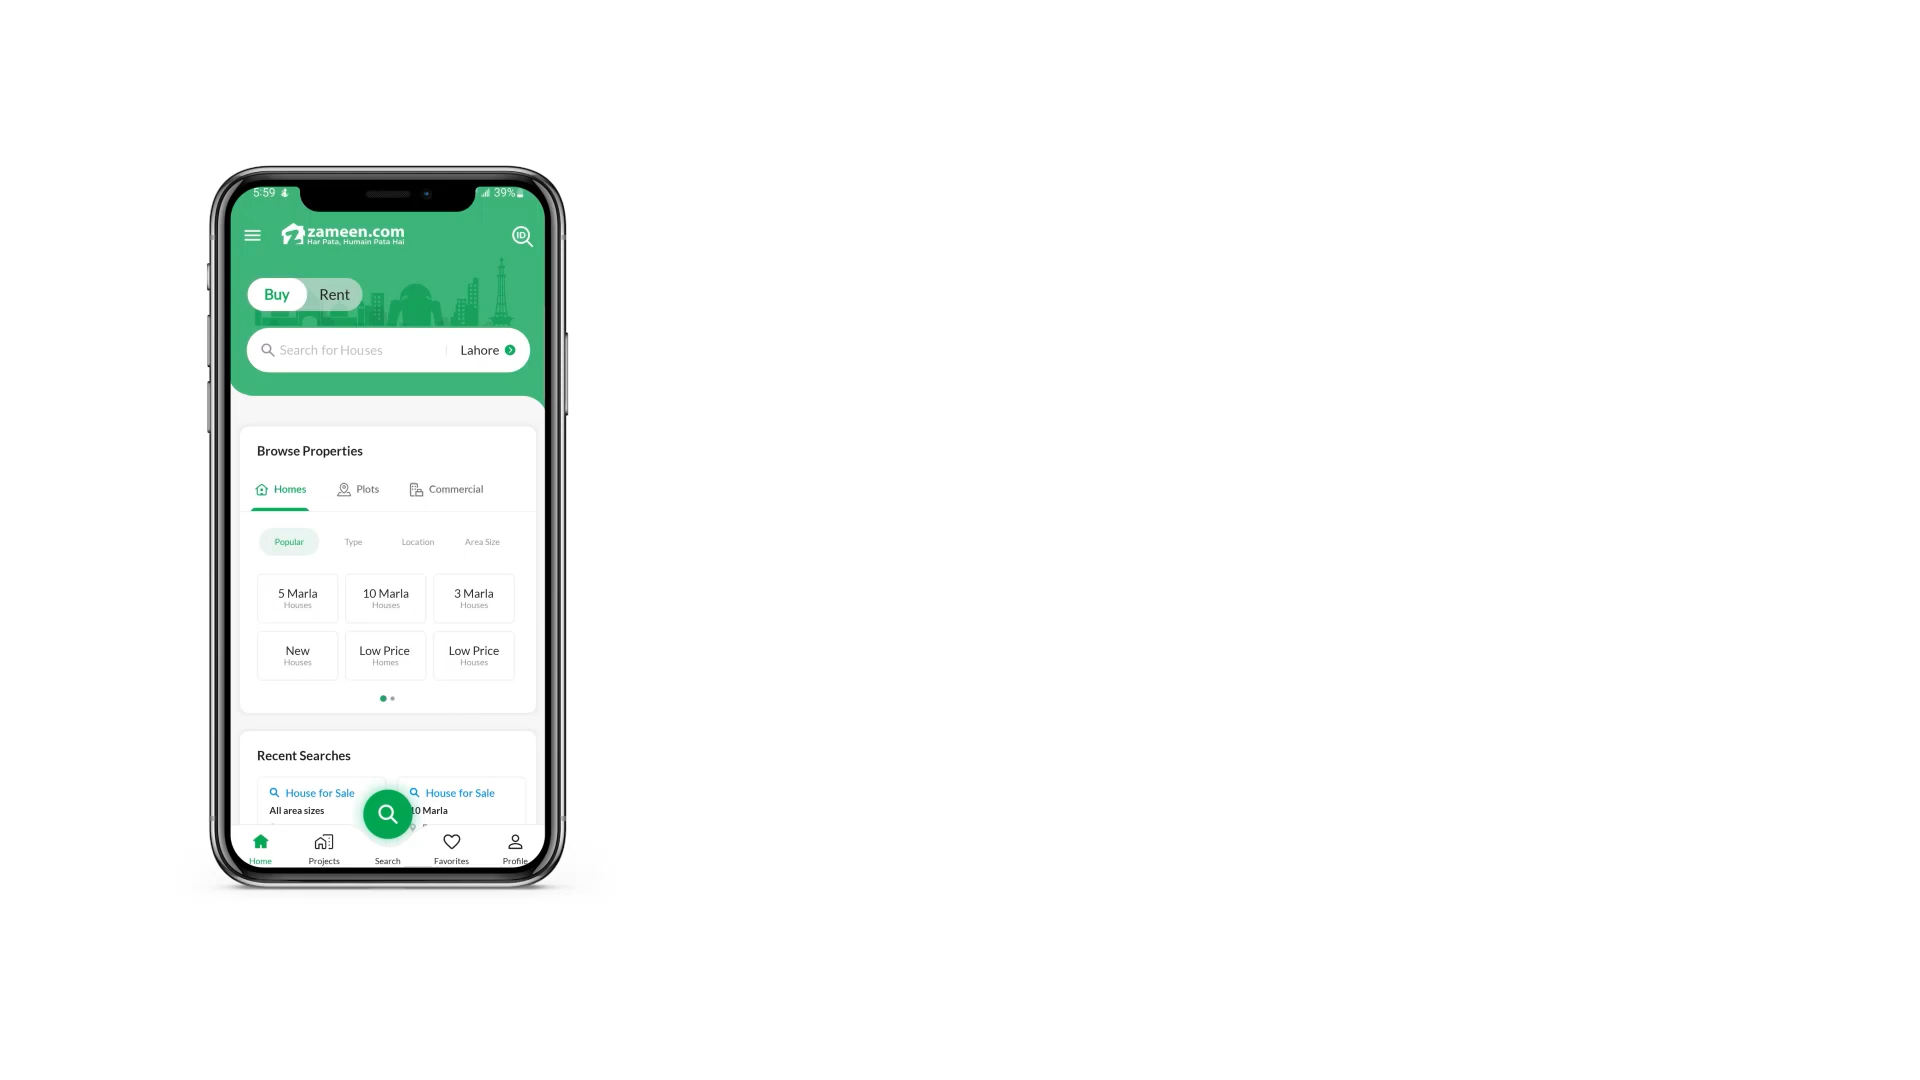 5:59
39%
zameen.com
Har Pata, Humain Pata Hai
ID
Buy Rent
Search for Houses Lahore
Browse Properties
Homes Plots Commercial
Popular Type Location Area Size
5 Marla 10 Marla 3 Marla
Houses Houses Houses
New Low Price Low Price
Houses Homes Houses
Recent Searches
House for Sale House for Sale
All area sizes 10 Marla
Home Projects Search Favorites Profile